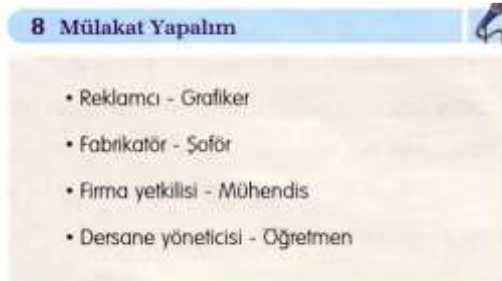 8 Mülakat Yapalım
• Reklamcı - Grafiker
• Fabrikatör - Şoför
• Firma yetkilisi - Mühendis
• Dersane yöneticisi - Öğretmen